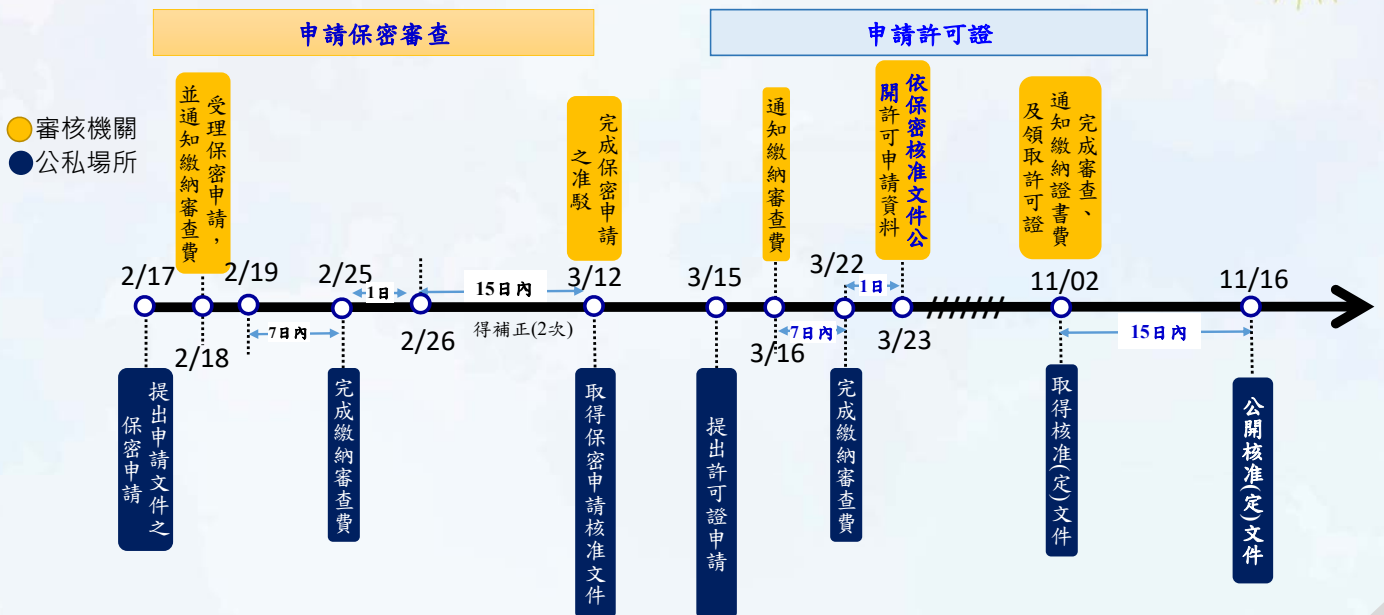 申請保密審查
申請許可證
審核機關
公私場所
受理保密申請，
並通知繳納審查費
完成保密申請
之准駁
通知繳納審查費
依保密核准文件公
開許可申請資料
完成審查、
通知繳納證書費
及領取許可證
2/17
2/18
2/19
7日內
2/25
1日
2/26
15日內
得補正(2次)
3/12
3/15
3/16
7日內
3/22
1日
3/23
11/02
15日內
11/16
提出申請文件之
保密申請
完成繳納審查費
取得保密申請核准文件
提出許可證申請
完成繳納審查費
取得核准(定)文件
公開核准(定)文件